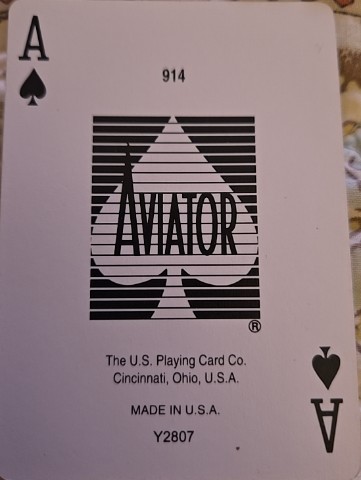 A
914
AVIATOR
®
The U.S. Playing Card Co.
Cincinnati, Ohio, U.S.A.
MADE IN U.S.A.
Y2807
A